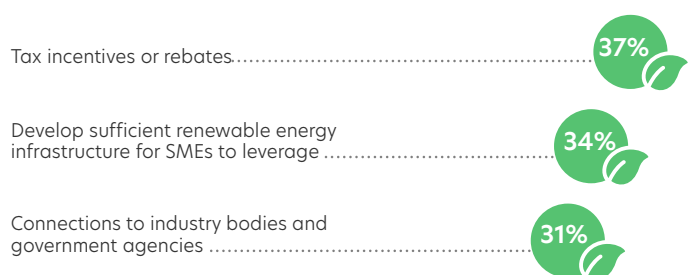 Tax incentives or rebates 37%
Develop sufficient renewable energy
infrastructure for SMEs to leverage 34%
Connections to industry bodies and
government agencies 31%